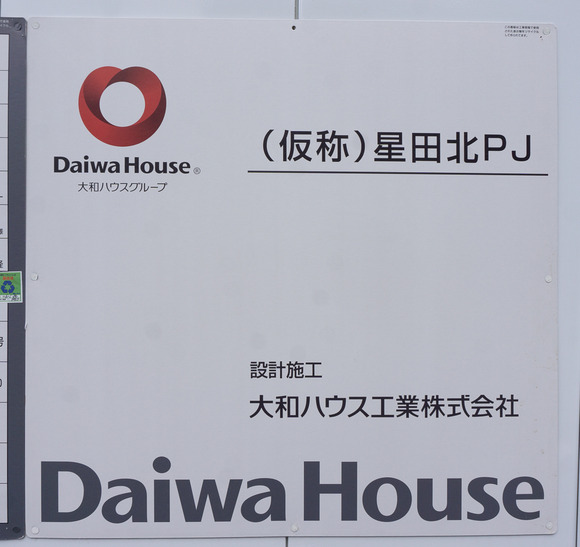 Daiwa House®
大和ハウスグループ
（仮称）星田北PJ
設計施工
大和ハウス工業株式会社
Daiwa House